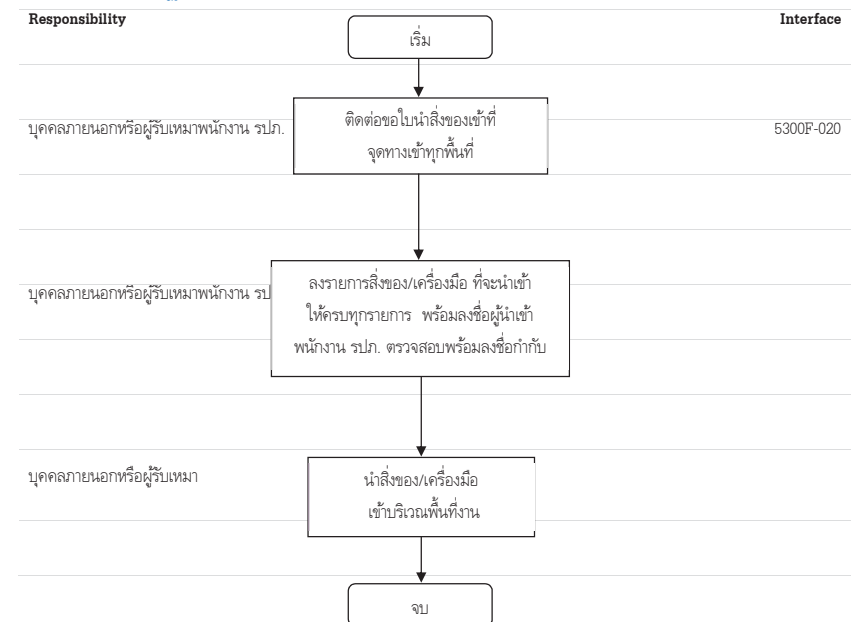 Responsibility
Interface
เริ่ม
บุคคลภายนอกหรือผู้รับเหมาพนักงาน รปภ.
ติดต่อขอใบนำสิ่งของเข้าที่
จุดทางเข้าทุกพื้นที่
5300F-020
บุคคลภายนอกหรือผู้รับเหมาพนักงาน รป
ลงรายการสิ่งของ/เครื่องมือ ที่จะนำเข้า
ให้ครบทุกรายการ พร้อมลงชื่อผู้นำเข้า
พนักงาน รปภ. ตรวจสอบพร้อมลงชื่อกำกับ
บุคคลภายนอกหรือผู้รับเหมา
นำสิ่งของ/เครื่องมือ
เข้าบริเวณพื้นที่งาน
จบ